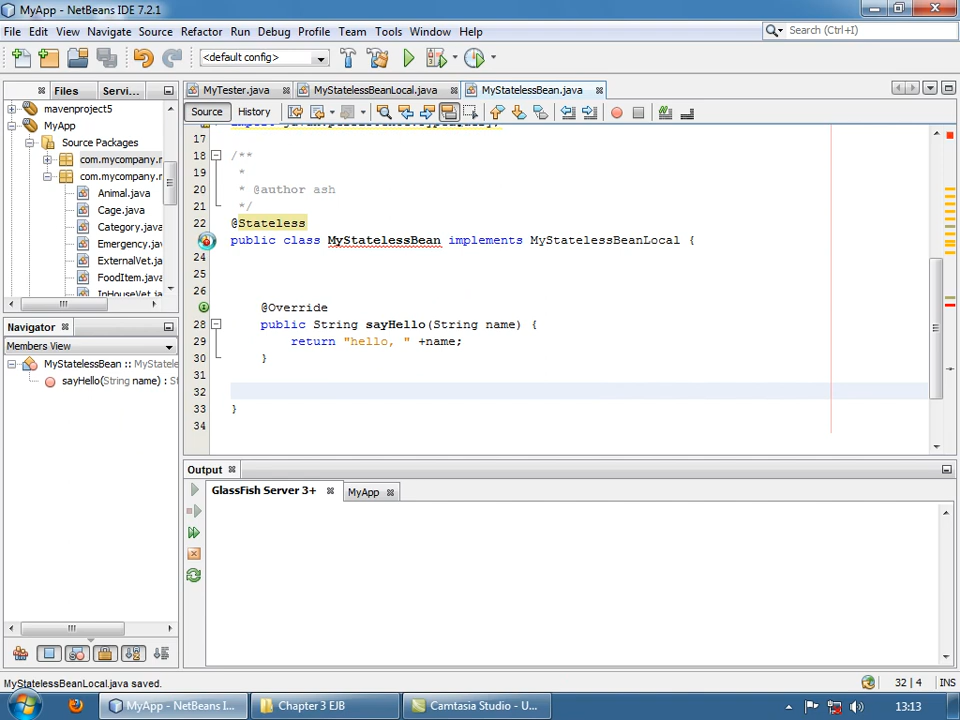 MyApp - NetBeans IDE 7.2.1
File Edit View Navigate Source Refactor Run Debug Profile Team Tools Window Help
Search (Ctrl+I)
<default config>
Files Servi...
MyTester.java MyStatelessBeanLocal.java MyStatelessBean.java
mavenproject5
MyApp
Source Packages
com.mycompany.r
com.mycompany.
Animal.java
Cage.java
Category.java
Emergency.java
ExternalVet.java
FoodItem.java
Source History
17
18 /**
19 *
20 * @author ash
21 */
22 @Stateless
public class MyStatelessBean implements MyStatelessBeanLocal {
24
25
26
@Override
28 public String sayHello(String name) {
29 return "hello, " +name;
30 }
31
32
33 }
34
Navigator
Members View
MyStatelessBean :: MyStatele
sayHello(String name) : St
Output
GlassFish Server 3+ MyApp
MyStatelessBeanLocal.java saved.
32 | 4 INS
MyApp - NetBeans I... Chapter 3 EJB Camtasia Studio - U... 13:13